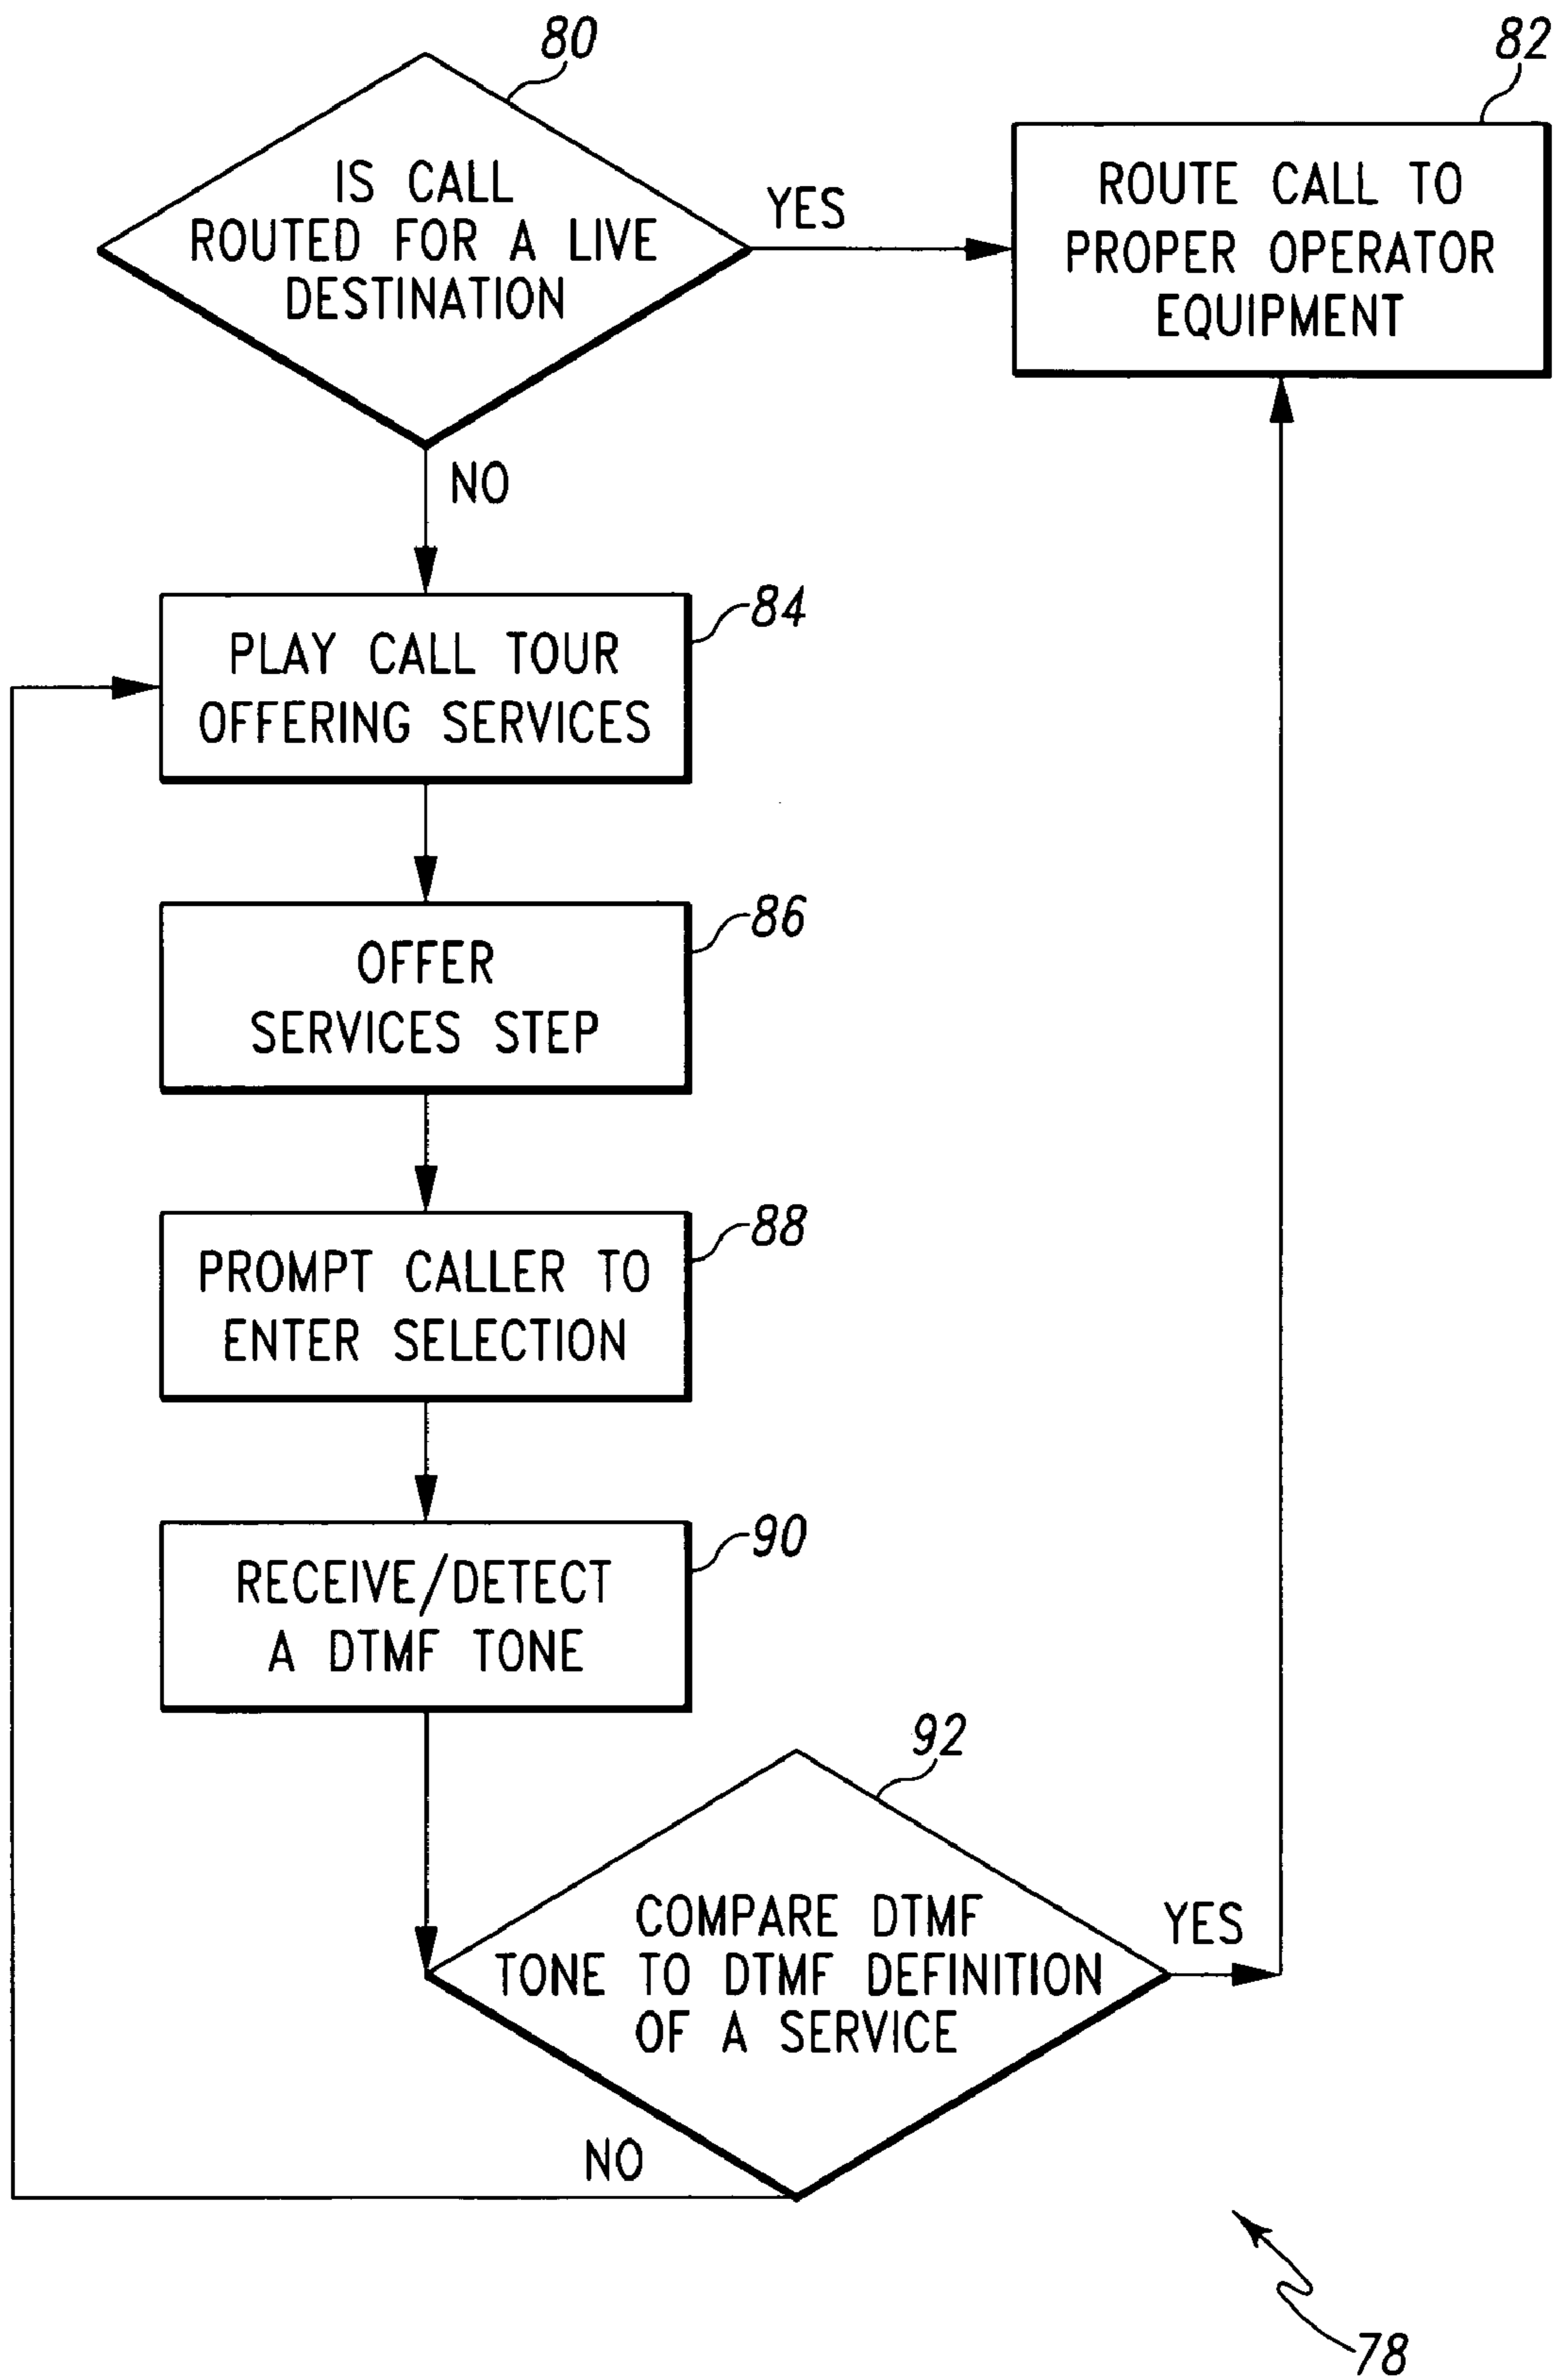 80
82
IS CALL
ROUTED FOR A LIVE
DESTINATION
YES
ROUTE CALL TO
PROPER OPERATOR
EQUIPMENT
NO
84
PLAY CALL TOUR
OFFERING SERVICES
86
OFFER
SERVICES STEP
88
PROMPT CALLER TO
ENTER SELECTION
90
RECEIVE/DETECT
A DTMF TONE
92
COMPARE DTMF
TONE TO DTMF DEFINITION
OF A SERVICE
YES
NO
78